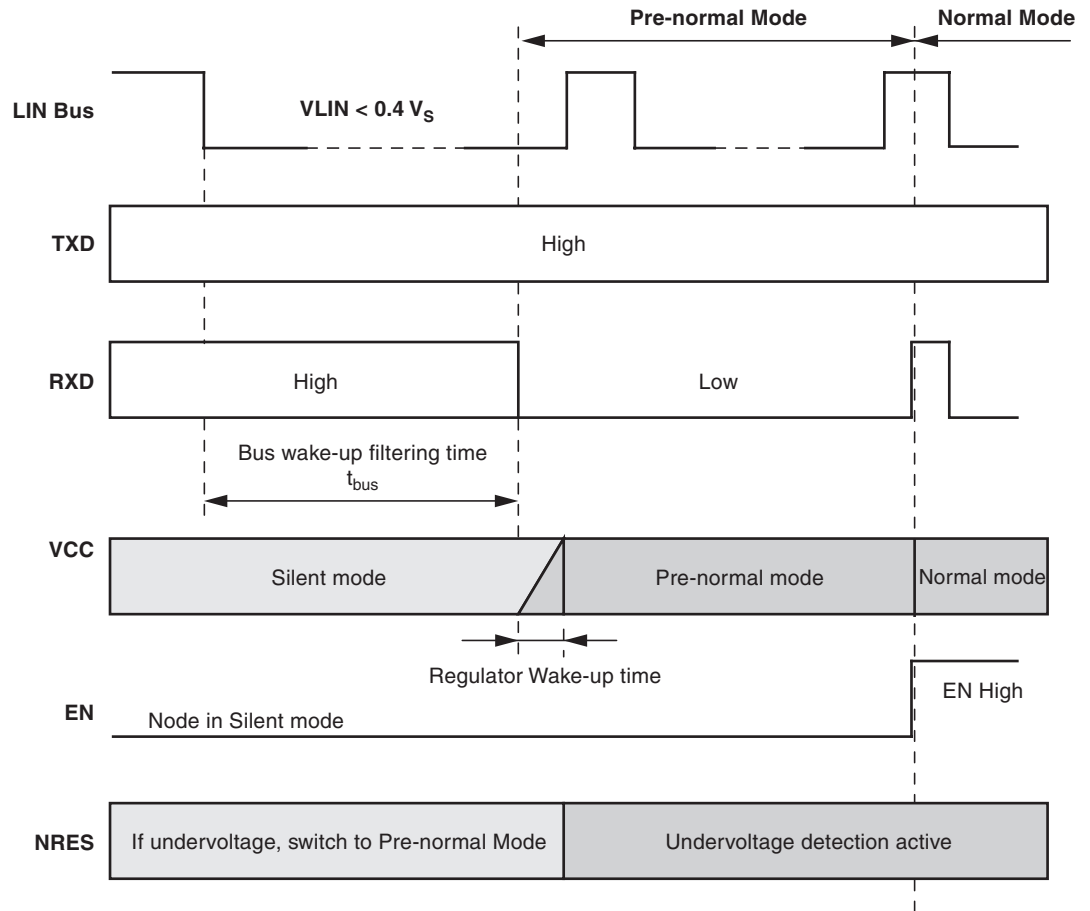 Pre-normal Mode
Normal Mode
LIN Bus
VLIN < 0.4 VS
TXD
High
RXD
High
Low
Bus wake-up filtering time
tbus
VCC
Silent mode
Pre-normal mode
Normal mode
Regulator Wake-up time
EN
Node in Silent mode
EN High
NRES
If undervoltage, switch to Pre-normal Mode
Undervoltage detection active